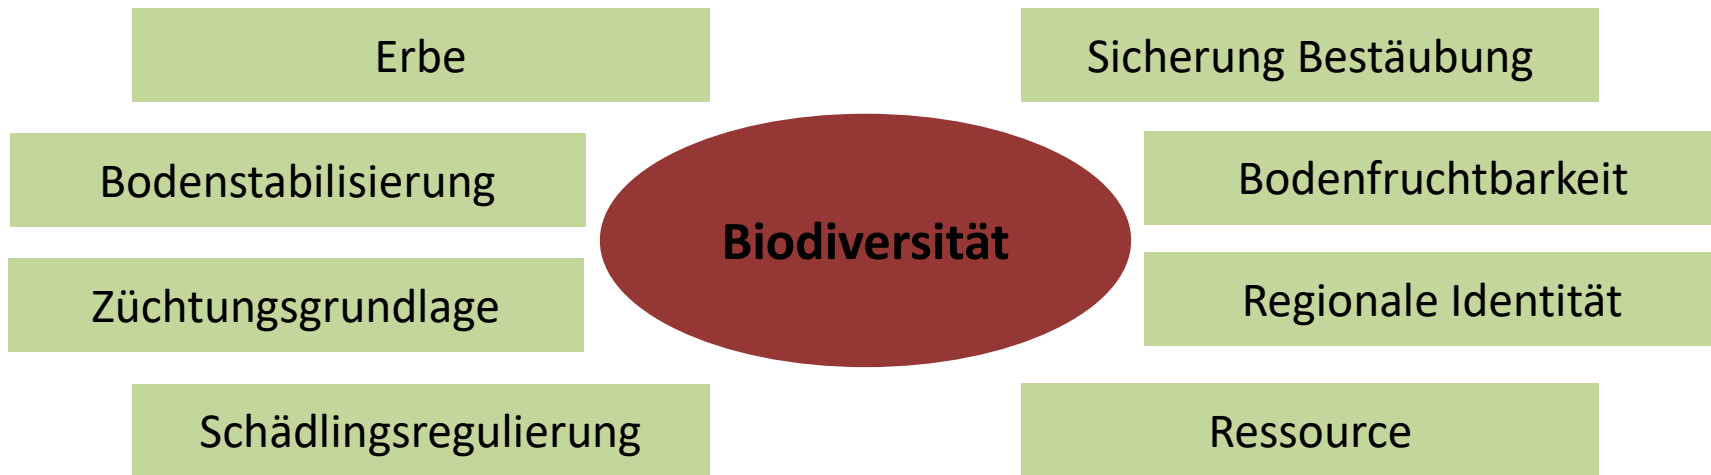 Erbe
Sicherung Bestäubung
Bodenstabilisierung
Bodenfruchtbarkeit
Biodiversität
Züchtungsgrundlage
Regionale Identität
Schädlingsregulierung
Ressource